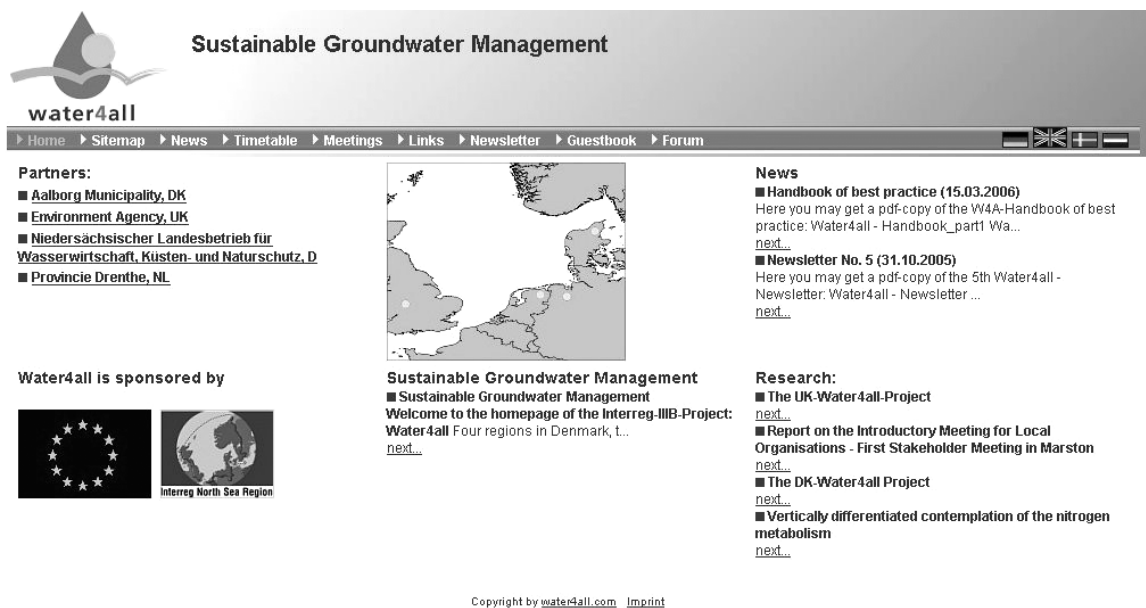 Sustainable Groundwater Management
water4all
Home Sitemap News Timetable Meetings Links Newsletter Guestbook Forum
Partners:
Aalborg Municipality, DK
Environment Agency, UK
Niedersächsischer Landesbetrieb für
Wasserwirtschaft, Küsten- und Naturschutz, D
Provincie Drenthe, NL
News
Handbook of best practice (15.03.2006)
Here you may get a pdf-copy of the W4A-Handbook of best
practice: Water4all - Handbook_part1 Wa...
next...
Newsletter No. 5 (31.10.2005)
Here you may get a pdf-copy of the 5th Water4all -
Newsletter: Water4all - Newsletter ...
next...
Water4all is sponsored by
Interreg North Sea Region
Sustainable Groundwater Management
Sustainable Groundwater Management
Welcome to the homepage of the Interreg-IIIB-Project:
Water4all Four regions in Denmark, t...
next...
Research:
The UK-Water4all-Project
next...
Report on the Introductory Meeting for Local
Organisations - First Stakeholder Meeting in Marston
next...
The DK-Water4all Project
next...
Vertically differentiated contemplation of the nitrogen
metabolism
next...
Copyright by water4all.com Imprint